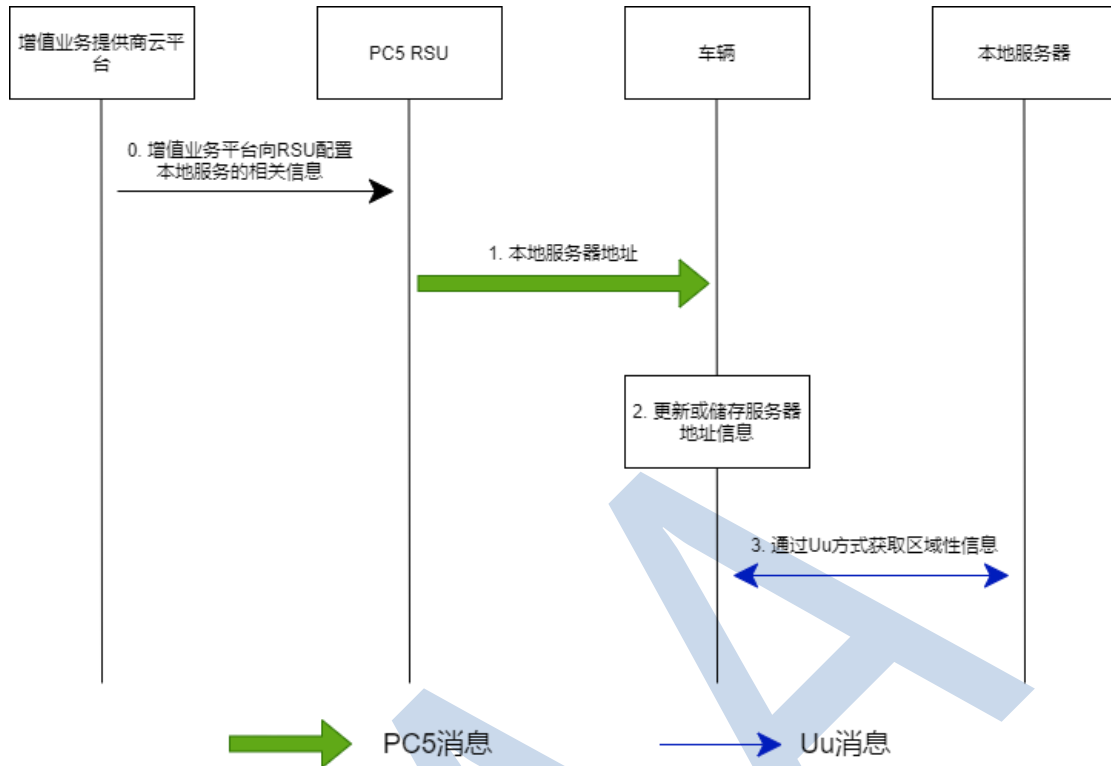 增值业务提供商云平
台
PC5 RSU
车辆
本地服务器
0. 增值业务平台向RSU配置
本地服务的相关信息
1. 本地服务器地址
2. 更新或储存服务器
地址信息
3. 通过Uu方式获取区域性信息
PC5消息
Uu消息